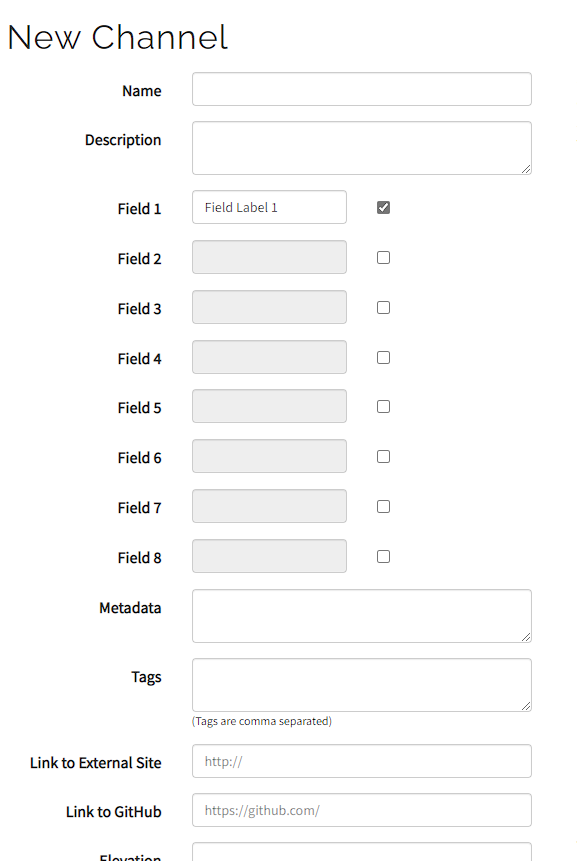 New Channel
Name
Description
Field 1 Field Label 1
Field 2
Field 3
Field 4
Field 5
Field 6
Field 7
Field 8
Metadata
Tags
(Tags are comma separated)
Link to External Site http://
Link to GitHub https://github.com/
Elevation